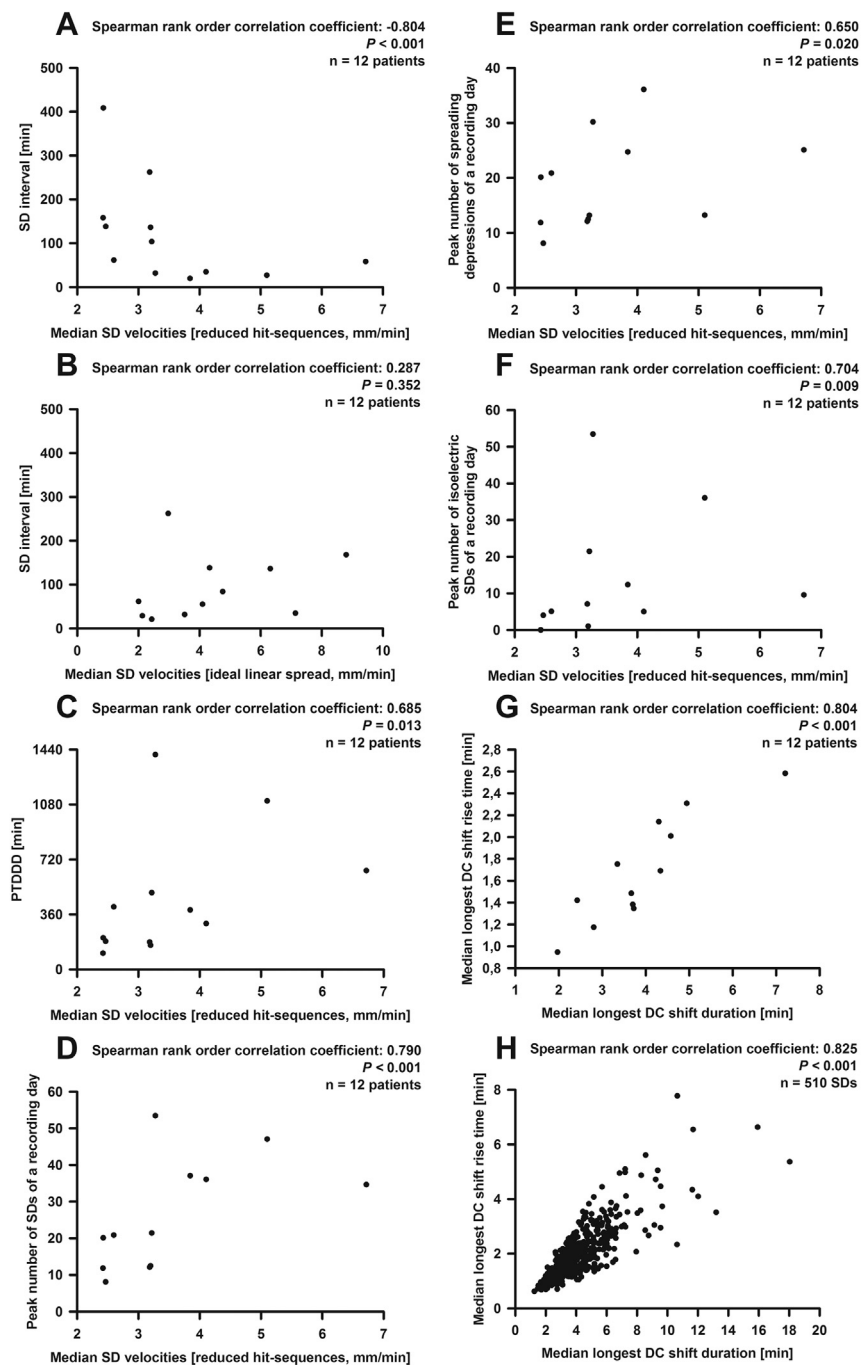 A
Spearman rank order correlation coefficient: -0.804
P < 0.001
n = 12 patients
500
400
300
200
100
0
SD interval [min]
2 3 4 5 6 7
Median SD velocities [reduced hit-sequences, mm/min]
B
Spearman rank order correlation coefficient: 0.287
P = 0.352
n = 12 patients
500
400
300
200
100
0
SD interval [min]
0 2 4 6 8 10
Median SD velocities [ideal linear spread, mm/min]
C
Spearman rank order correlation coefficient: 0.685
P = 0.013
n = 12 patients
1440
1080
720
360
0
PTDDD [min]
2 3 4 5 6 7
Median SD velocities [reduced hit-sequences, mm/min]
D
Spearman rank order correlation coefficient: 0.790
P < 0.001
n = 12 patients
60
50
40
30
20
10
0
Peak number of SDs of a recording day
2 3 4 5 6 7
Median SD velocities [reduced hit-sequences, mm/min]
E
Spearman rank order correlation coefficient: 0.650
P = 0.020
n = 12 patients
40
30
20
10
0
Peak number of spreading
depressions of a recording day
2 3 4 5 6 7
Median SD velocities [reduced hit-sequences, mm/min]
F
Spearman rank order correlation coefficient: 0.704
P = 0.009
n = 12 patients
60
50
40
30
20
10
0
Peak number of isoelectric
SDs of a recording day
2 3 4 5 6 7
Median SD velocities [reduced hit-sequences, mm/min]
G
Spearman rank order correlation coefficient: 0.804
P < 0.001
n = 12 patients
2,8
2,6
2,4
2,2
2,0
1,8
1,6
1,4
1,2
1,0
0,8
Median longest DC shift rise time [min]
1 2 3 4 5 6 7 8
Median longest DC shift duration [min]
H
Spearman rank order correlation coefficient: 0.825
P < 0.001
n = 510 SDs
8
6
4
2
0
Median longest DC shift rise time [min]
0 2 4 6 8 10 12 14 16 18 20
Median longest DC shift duration [min]